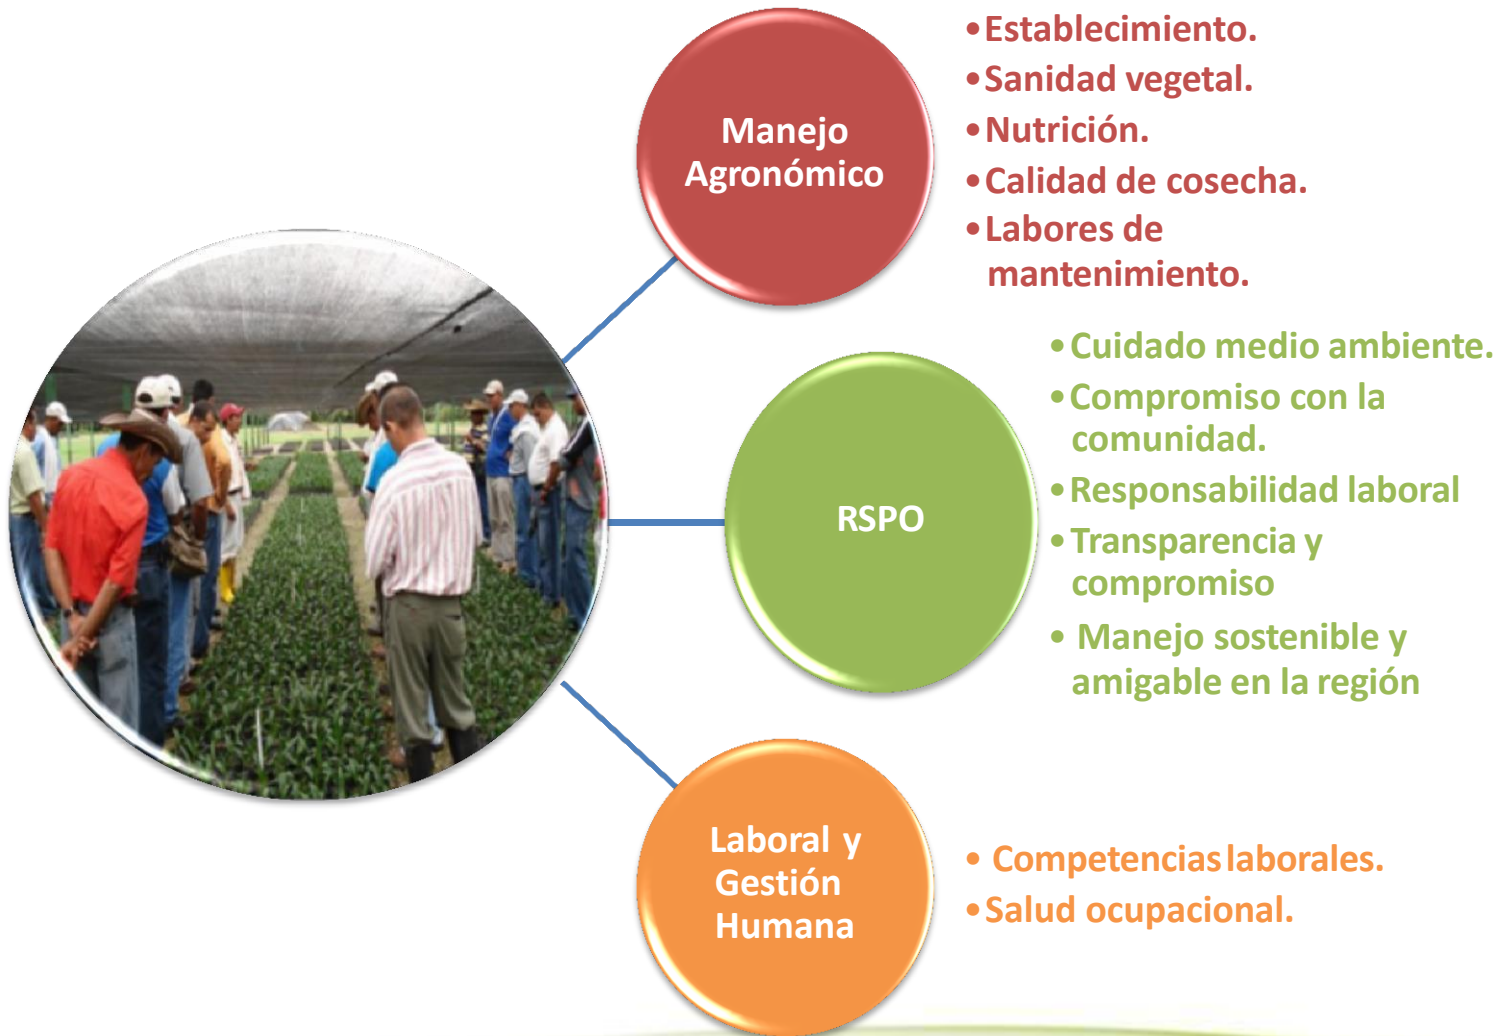 Manejo
Agronómico
•Establecimiento.
•Sanidad vegetal.
•Nutrición.
•Calidad de cosecha.
•Labores de
mantenimiento.
RSPO
•Cuidado medio ambiente.
•Compromiso con la
comunidad.
•Responsabilidad laboral
•Transparencia y
compromiso
• Manejo sostenible y
amigable en la región
Laboral y
Gestión
Humana
• Competencias laborales.
•Salud ocupacional.